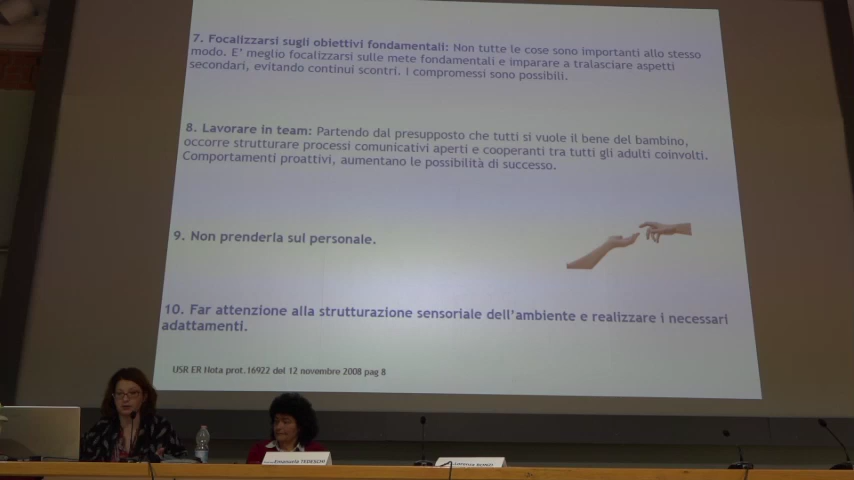 7. Focalizzarsi sugli obiettivi fondamentali: Non tutte le cose sono importanti allo stesso
modo. E' meglio focalizzarsi sulle mete fondamentali e imparare a tralasciare aspetti
secondari, evitando continui scontri. I compromessi sono possibili.
8. Lavorare in team: Partendo dal presupposto che tutti si vuole il bene del bambino,
occorre strutturare processi comunicativi aperti e cooperanti tra tutti gli adulti coinvolti.
Comportamenti proattivi, aumentano le possibilità di successo.
9. Non prenderla sul personale.
10. Far attenzione alla strutturazione sensoriale dell'ambiente e realizzare i necessari
adattamenti.
USR ER Nota prot.16922 del 12 novembre 2008 pag 8
Emanuela TEDESCHI